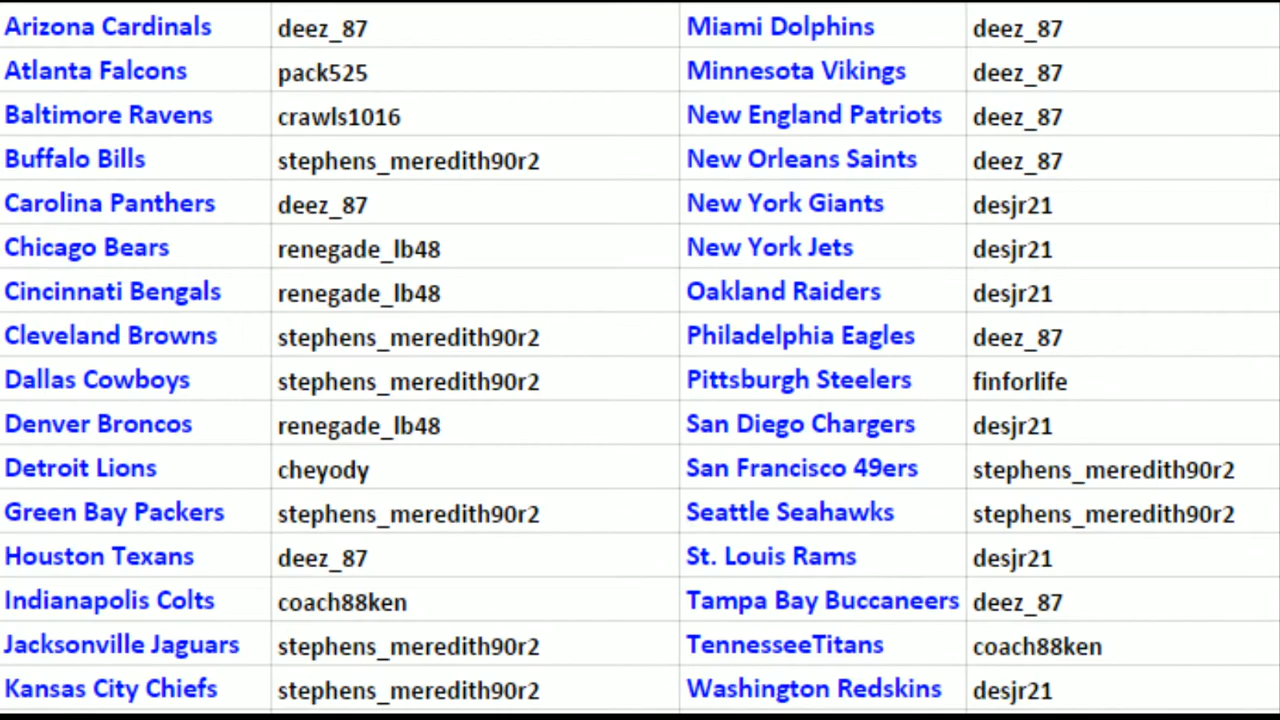 Arizona Cardinals deez_87 Miami Dolphins deez_87
Atlanta Falcons pack525 Minnesota Vikings deez_87
Baltimore Ravens crawls1016 New England Patriots deez_87
Buffalo Bills stephens_meredith90r2 New Orleans Saints deez_87
Carolina Panthers deez_87 New York Giants desjr21
Chicago Bears renegade_lb48 New York Jets desjr21
Cincinnati Bengals renegade_lb48 Oakland Raiders desjr21
Cleveland Browns stephens_meredith90r2 Philadelphia Eagles deez_87
Dallas Cowboys stephens_meredith90r2 Pittsburgh Steelers finforlife
Denver Broncos renegade_lb48 San Diego Chargers desjr21
Detroit Lions cheyody San Francisco 49ers stephens_meredith90r2
Green Bay Packers stephens_meredith90r2 Seattle Seahawks stephens_meredith90r2
Houston Texans deez_87 St. Louis Rams desjr21
Indianapolis Colts coach88ken Tampa Bay Buccaneers deez_87
Jacksonville Jaguars stephens_meredith90r2 TennesseeTitans coach88ken
Kansas City Chiefs stephens_meredith90r2 Washington Redskins desjr21